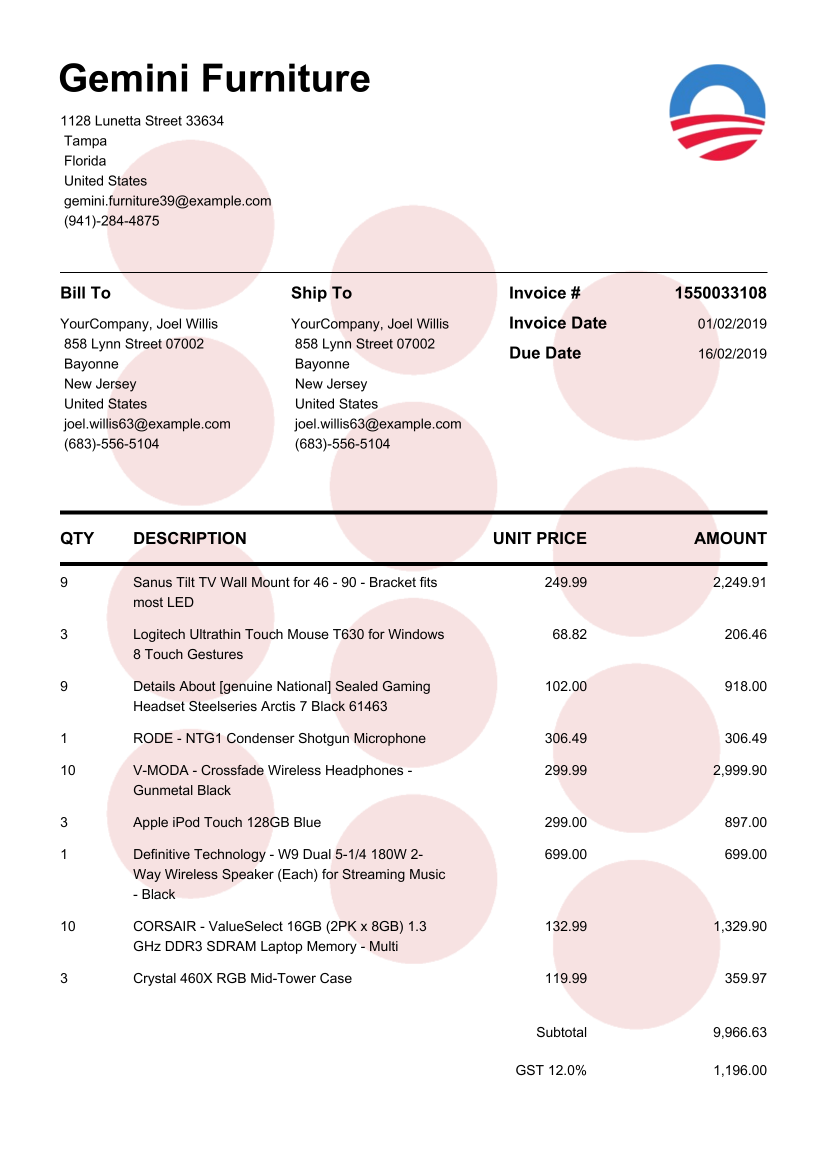 Gemini Furniture
1128 Lunetta Street 33634
Tampa
Florida
United States
gemini.furniture39@example.com
(941)-284-4875
Bill To
YourCompany, Joel Willis
858 Lynn Street 07002
Bayonne
New Jersey
United States
joel.willis63@example.com
(683)-556-5104
Ship To
YourCompany, Joel Willis
858 Lynn Street 07002
Bayonne
New Jersey
United States
joel.willis63@example.com
(683)-556-5104
Invoice # 1550033108
Invoice Date 01/02/2019
Due Date 16/02/2019
QTY DESCRIPTION UNIT PRICE AMOUNT
9 Sanus Tilt TV Wall Mount for 46 - 90 - Bracket fits 249.99 2,249.91
most LED
3 Logitech Ultrathin Touch Mouse T630 for Windows 68.82 206.46
8 Touch Gestures
9 Details About [genuine National] Sealed Gaming 102.00 918.00
Headset Steelseries Arctis 7 Black 61463
1 RODE - NTG1 Condenser Shotgun Microphone 306.49 306.49
10 V-MODA - Crossfade Wireless Headphones - 299.99 2,999.90
Gunmetal Black
3 Apple iPod Touch 128GB Blue 299.00 897.00
1 Definitive Technology - W9 Dual 5-1/4 180W 2- 699.00 699.00
Way Wireless Speaker (Each) for Streaming Music
- Black
10 CORSAIR - ValueSelect 16GB (2PK x 8GB) 1.3 132.99 1,329.90
GHz DDR3 SDRAM Laptop Memory - Multi
3 Crystal 460X RGB Mid-Tower Case 119.99 359.97
Subtotal 9,966.63
GST 12.0% 1,196.00